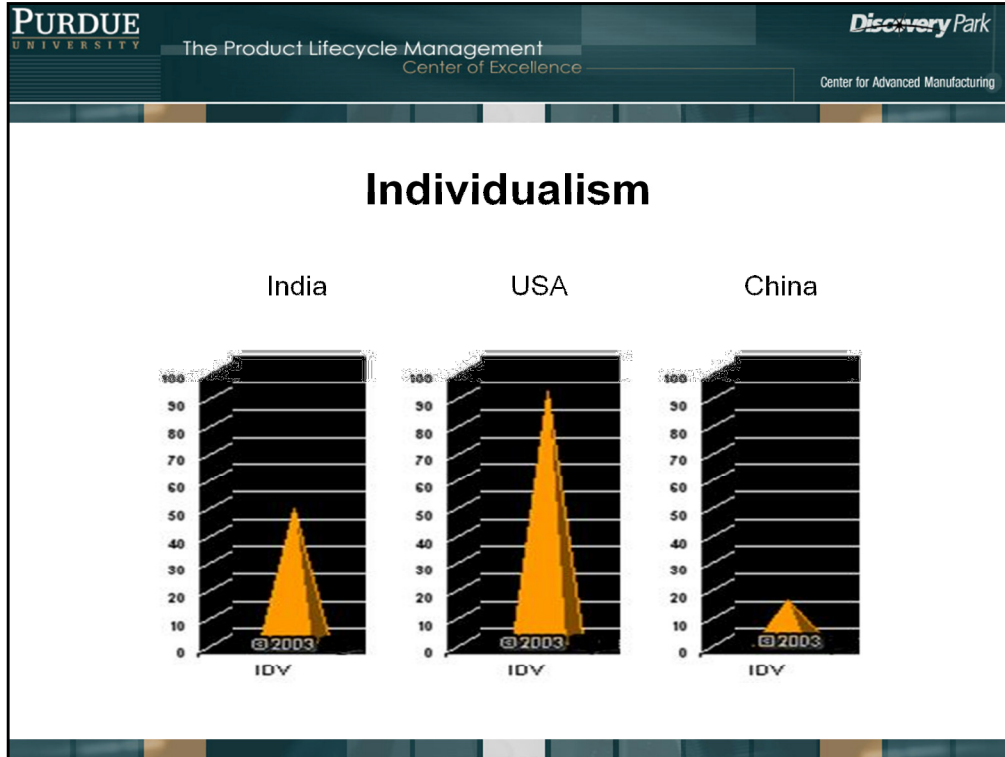 PURDUE
UNIVERSITY
Discovery Park
The Product Lifecycle Management
Center of Excellence
Center for Advanced Manufacturing
Individualism
India
USA
China
100
90
80
70
60
50
40
30
20
10
0
© 2003
IDV
100
90
80
70
60
50
40
30
20
10
0
© 2003
IDV
100
90
80
70
60
50
40
30
20
10
0
© 2003
IDV